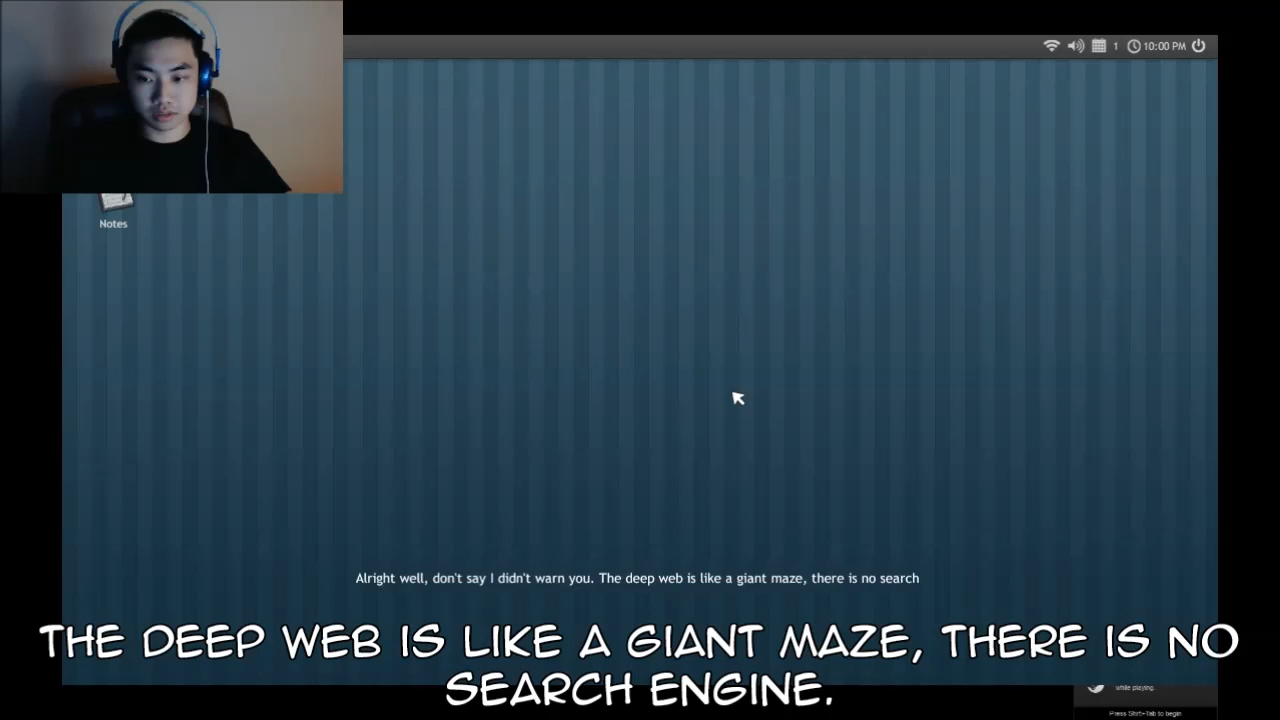 1 10:00 PM
Notes
Alright well, don't say I didn't warn you. The deep web is like a giant maze, there is no search
THE DEEP WEB IS LIKE A GIANT MAZE, THERE IS NO
SEARCH ENGINE.
while playing.
Press Shift+Tab to begin